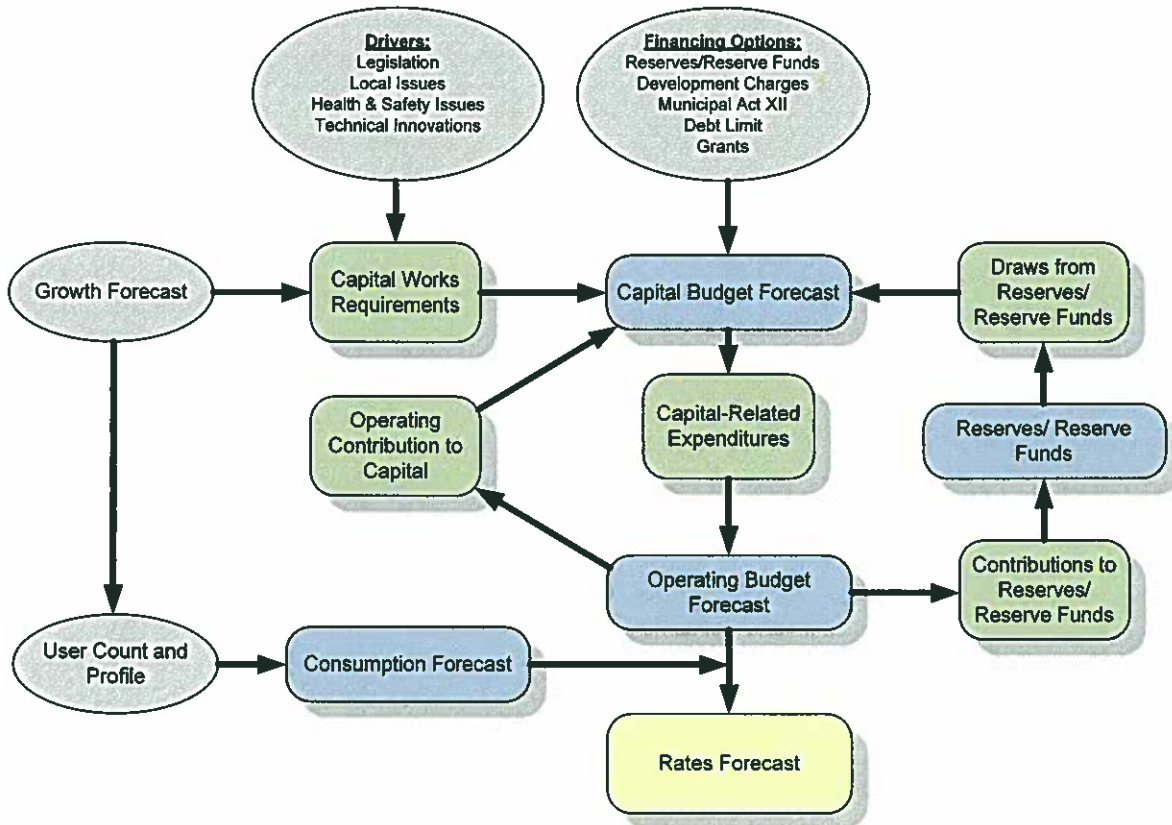 Drivers:
Legislation
Local Issues
Health & Safety Issues
Technical Innovations
Financing Options:
Reserves/Reserve Funds
Development Charges
Municipal Act XII
Debt Limit
Grants
Growth Forecast
Capital Works
Requirements
Capital Budget Forecast
Draws from
Reserves/
Reserve Funds
Operating
Contribution to
Capital
Capital-Related
Expenditures
Reserves/ Reserve
Funds
Operating Budget
Forecast
Contributions to
Reserves/
Reserve Funds
User Count and
Profile
Consumption Forecast
Rates Forecast